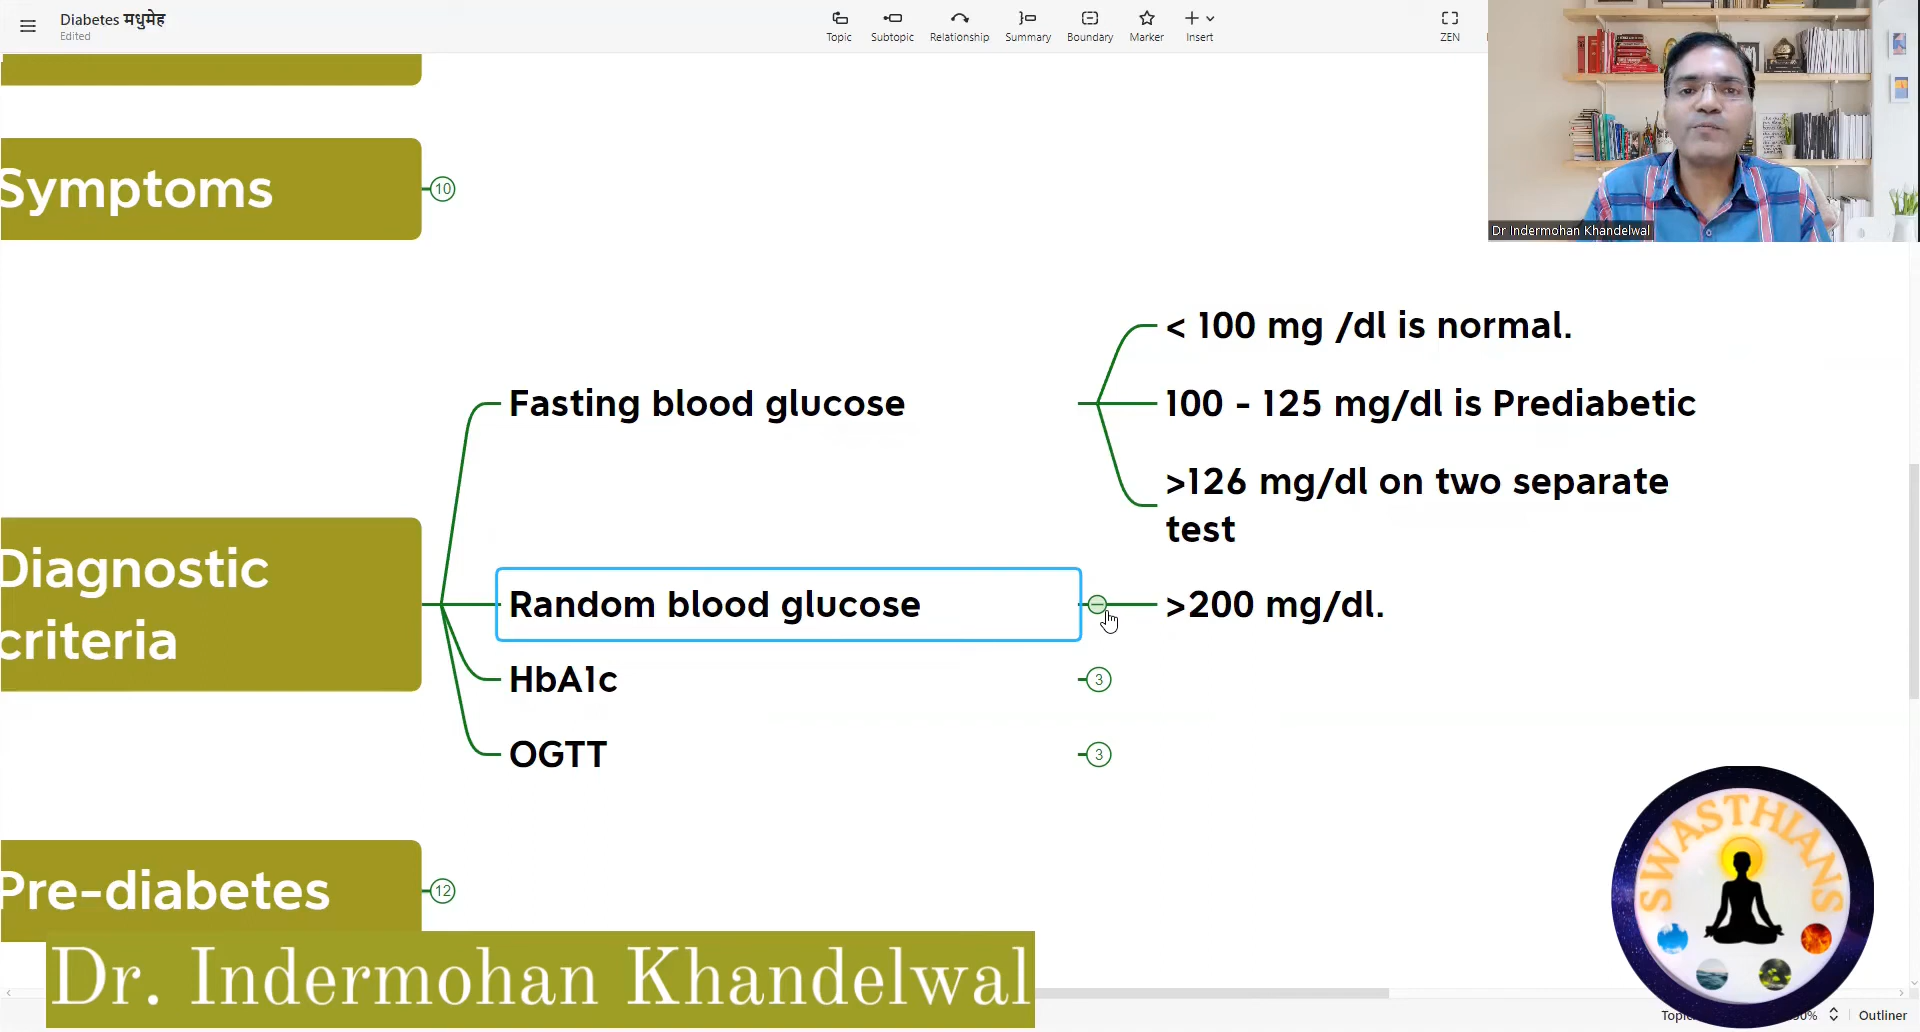 Diabetes मधुमेह
Edited
Topic
Subtopic
Relationship
Summary
Boundary
Marker
Insert
ZEN
Dr Indermohan Khandelwal
Symptoms
10
< 100 mg /dl is normal.
Fasting blood glucose
100 - 125 mg/dl is Prediabetic
>126 mg/dl on two separate
test
Diagnostic
criteria
Random blood glucose
>200 mg/dl.
HbA1c
3
OGTT
3
Pre-diabetes
12
SWASTHIANS
Dr. Indermohan Khandelwal
Outliner